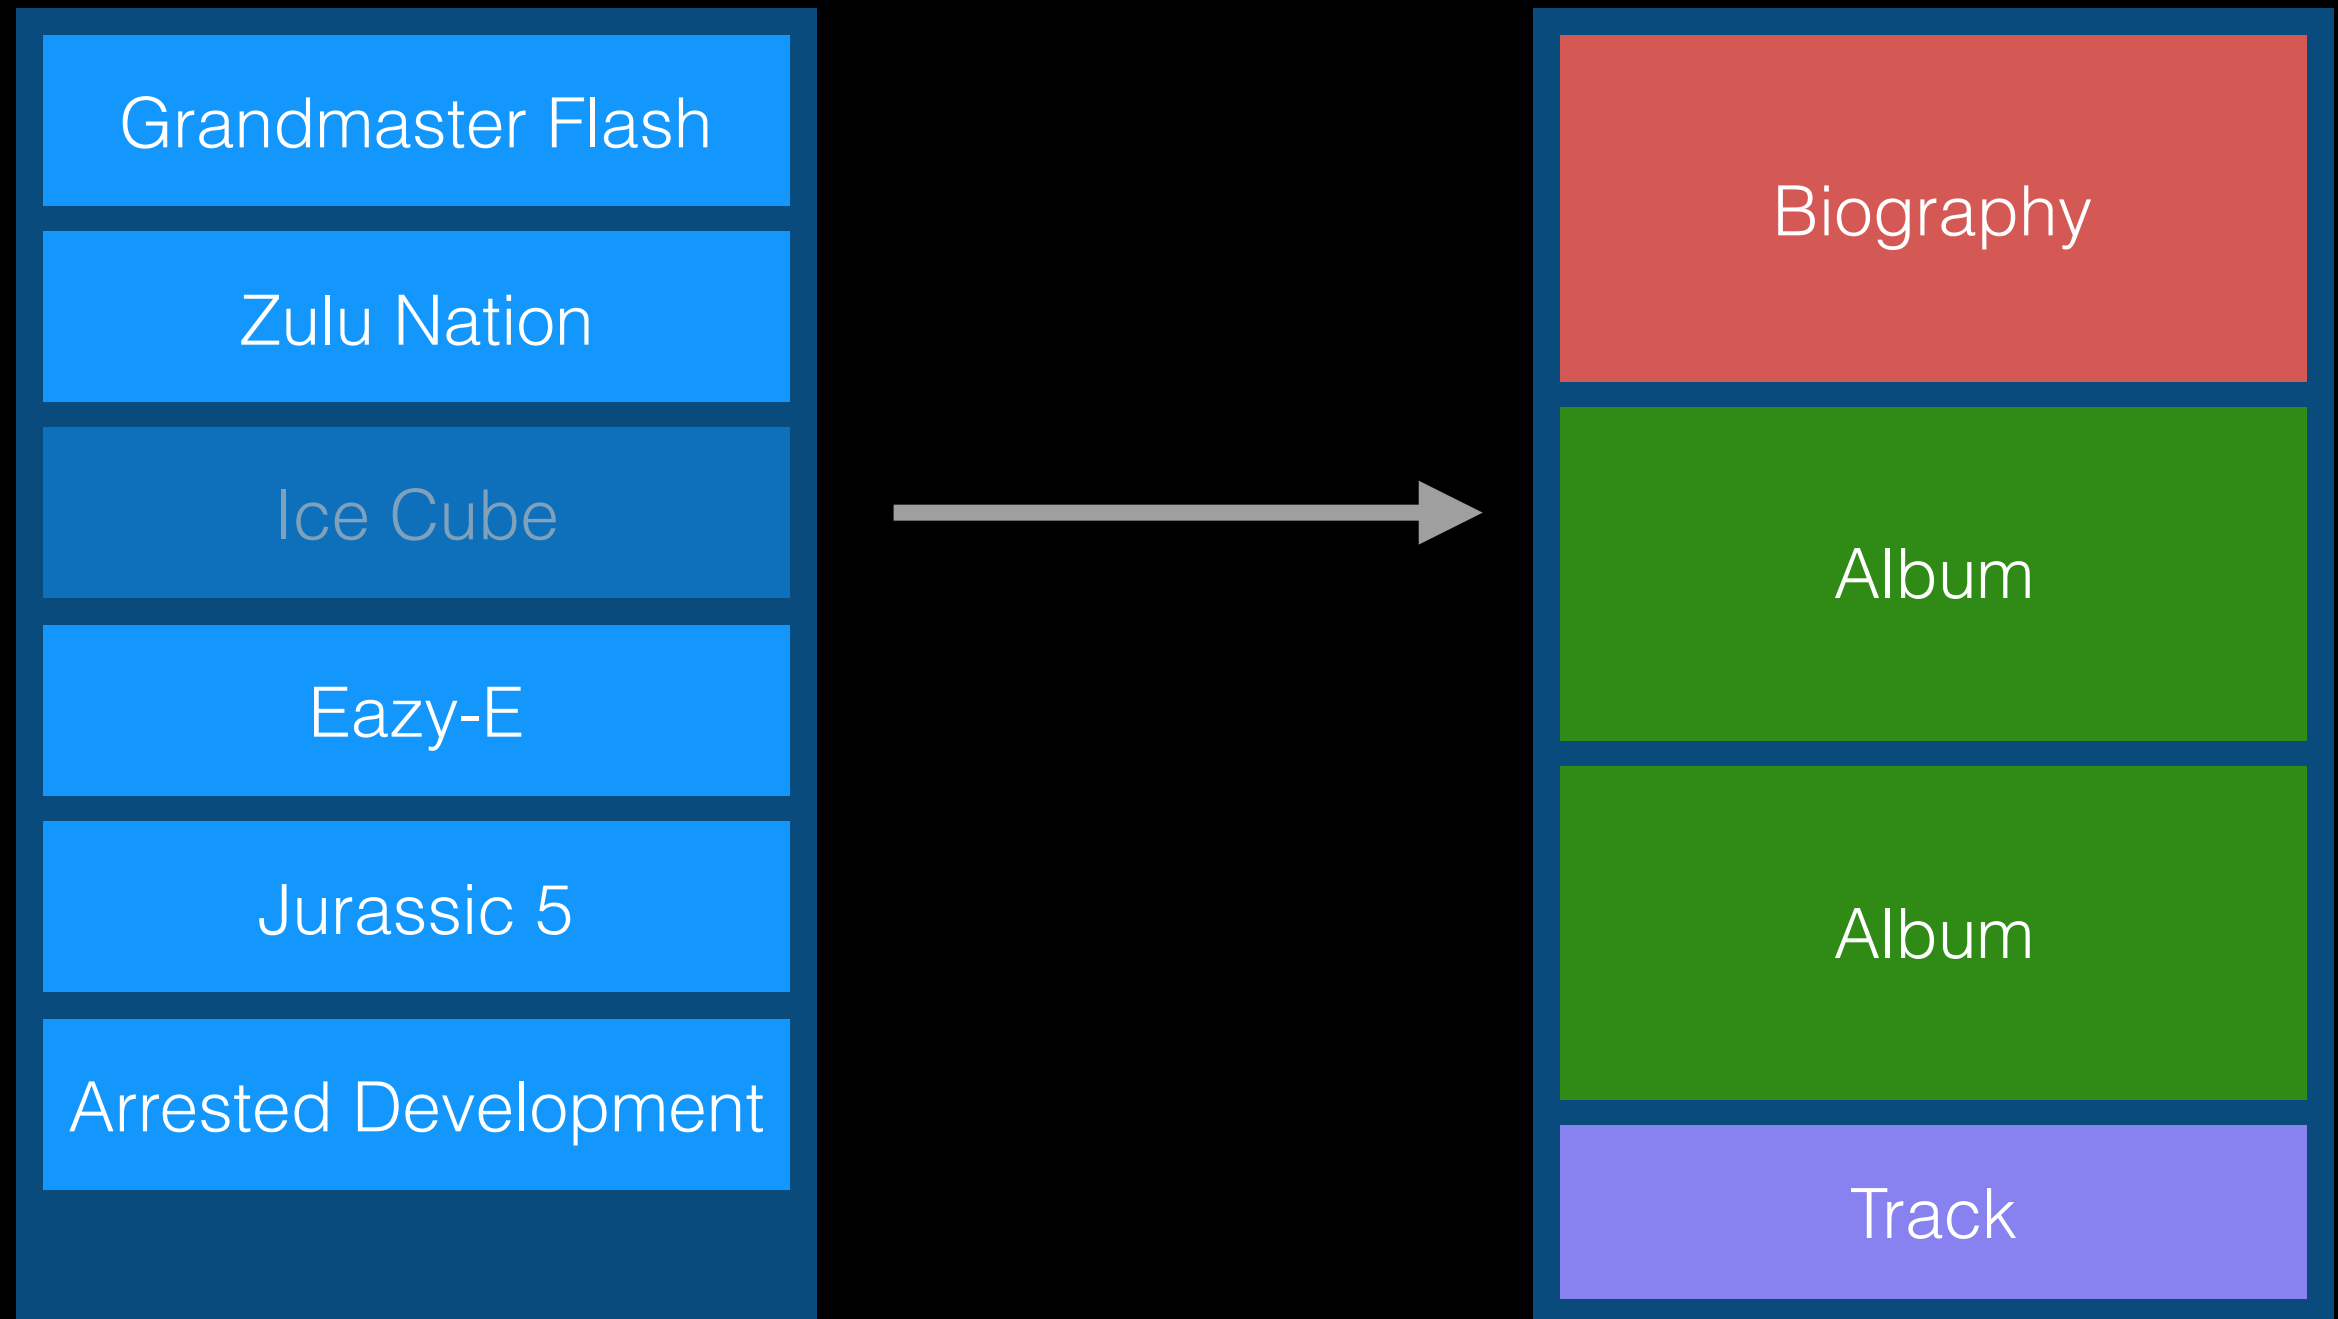 Grandmaster Flash
Zulu Nation
Ice Cube
Eazy-E
Jurassic 5
Arrested Development
Biography
Album
Album
Track